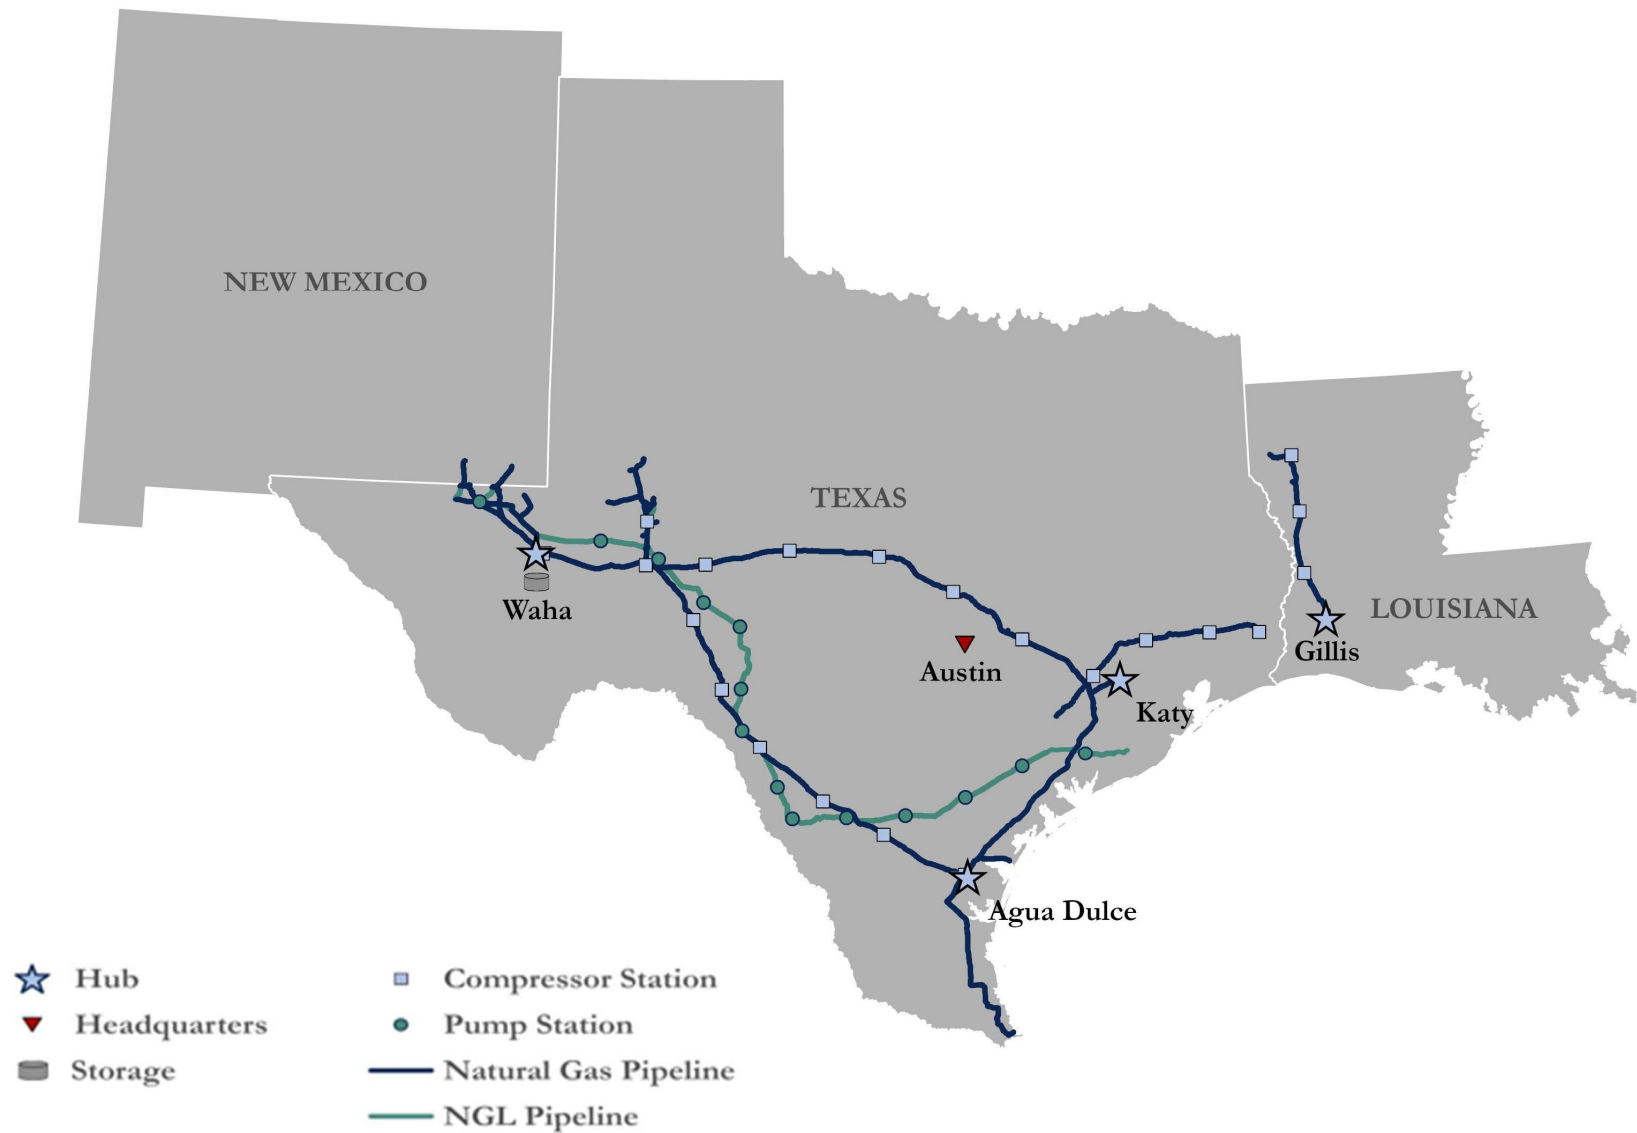 NEW MEXICO
TEXAS
Waha
LOUISIANA
Gillis
Austin
Katy
Agua Dulce
Hub
Headquarters
Storage
Compressor Station
Pump Station
Natural Gas Pipeline
NGL Pipeline